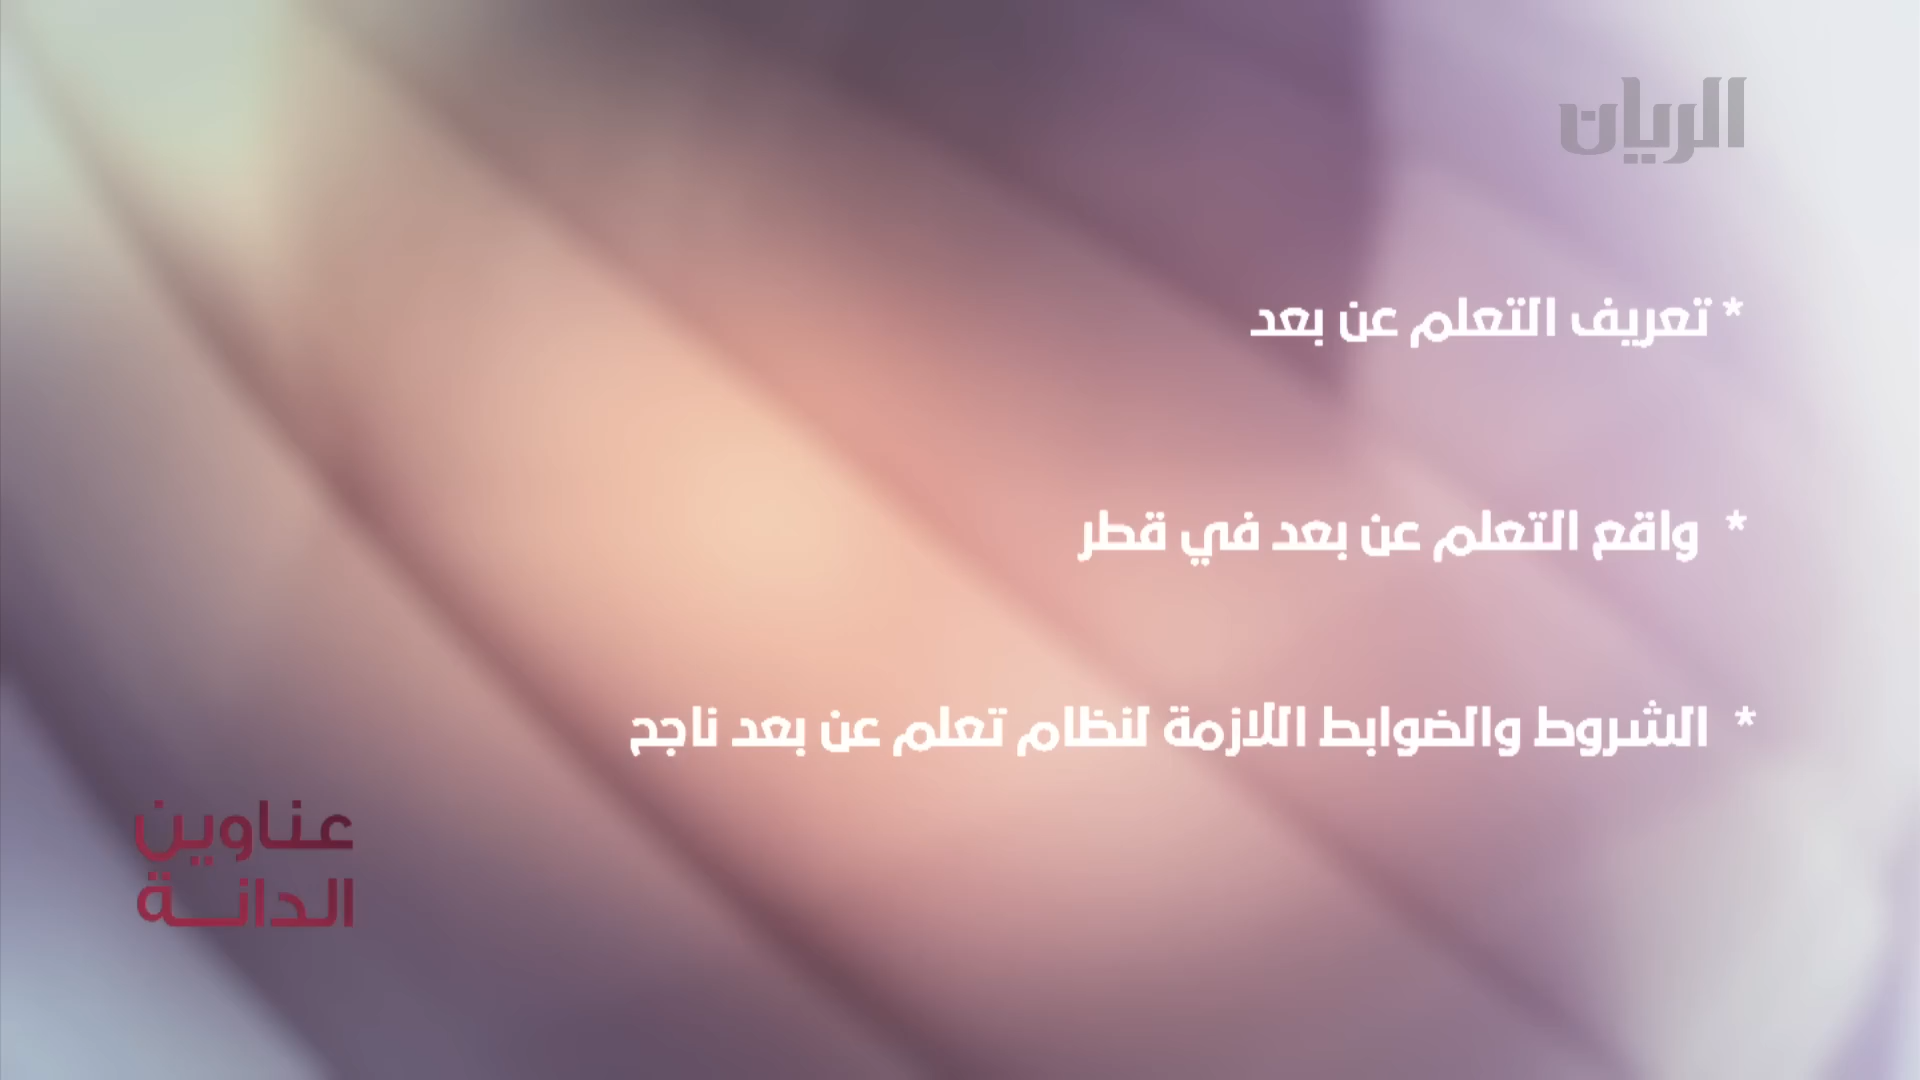 الريان
* تعريف التعلم عن بعد
* واقع التعلم عن بعد في قطر
* الشروط والضوابط اللازمة لنظام تعلم عن بعد ناجح
عناوين
الدانـة